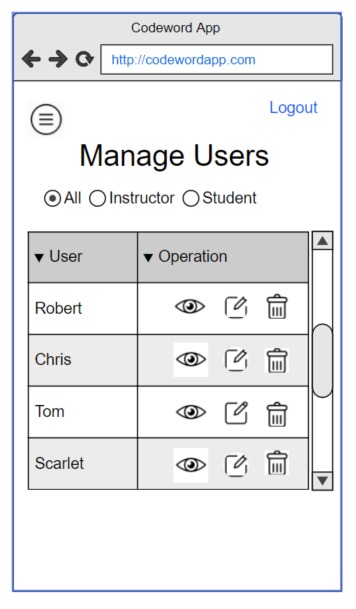 Codeword App
http://codewordapp.com
Logout
Manage Users
All Instructor Student
User Operation
Robert
Chris
Tom
Scarlet